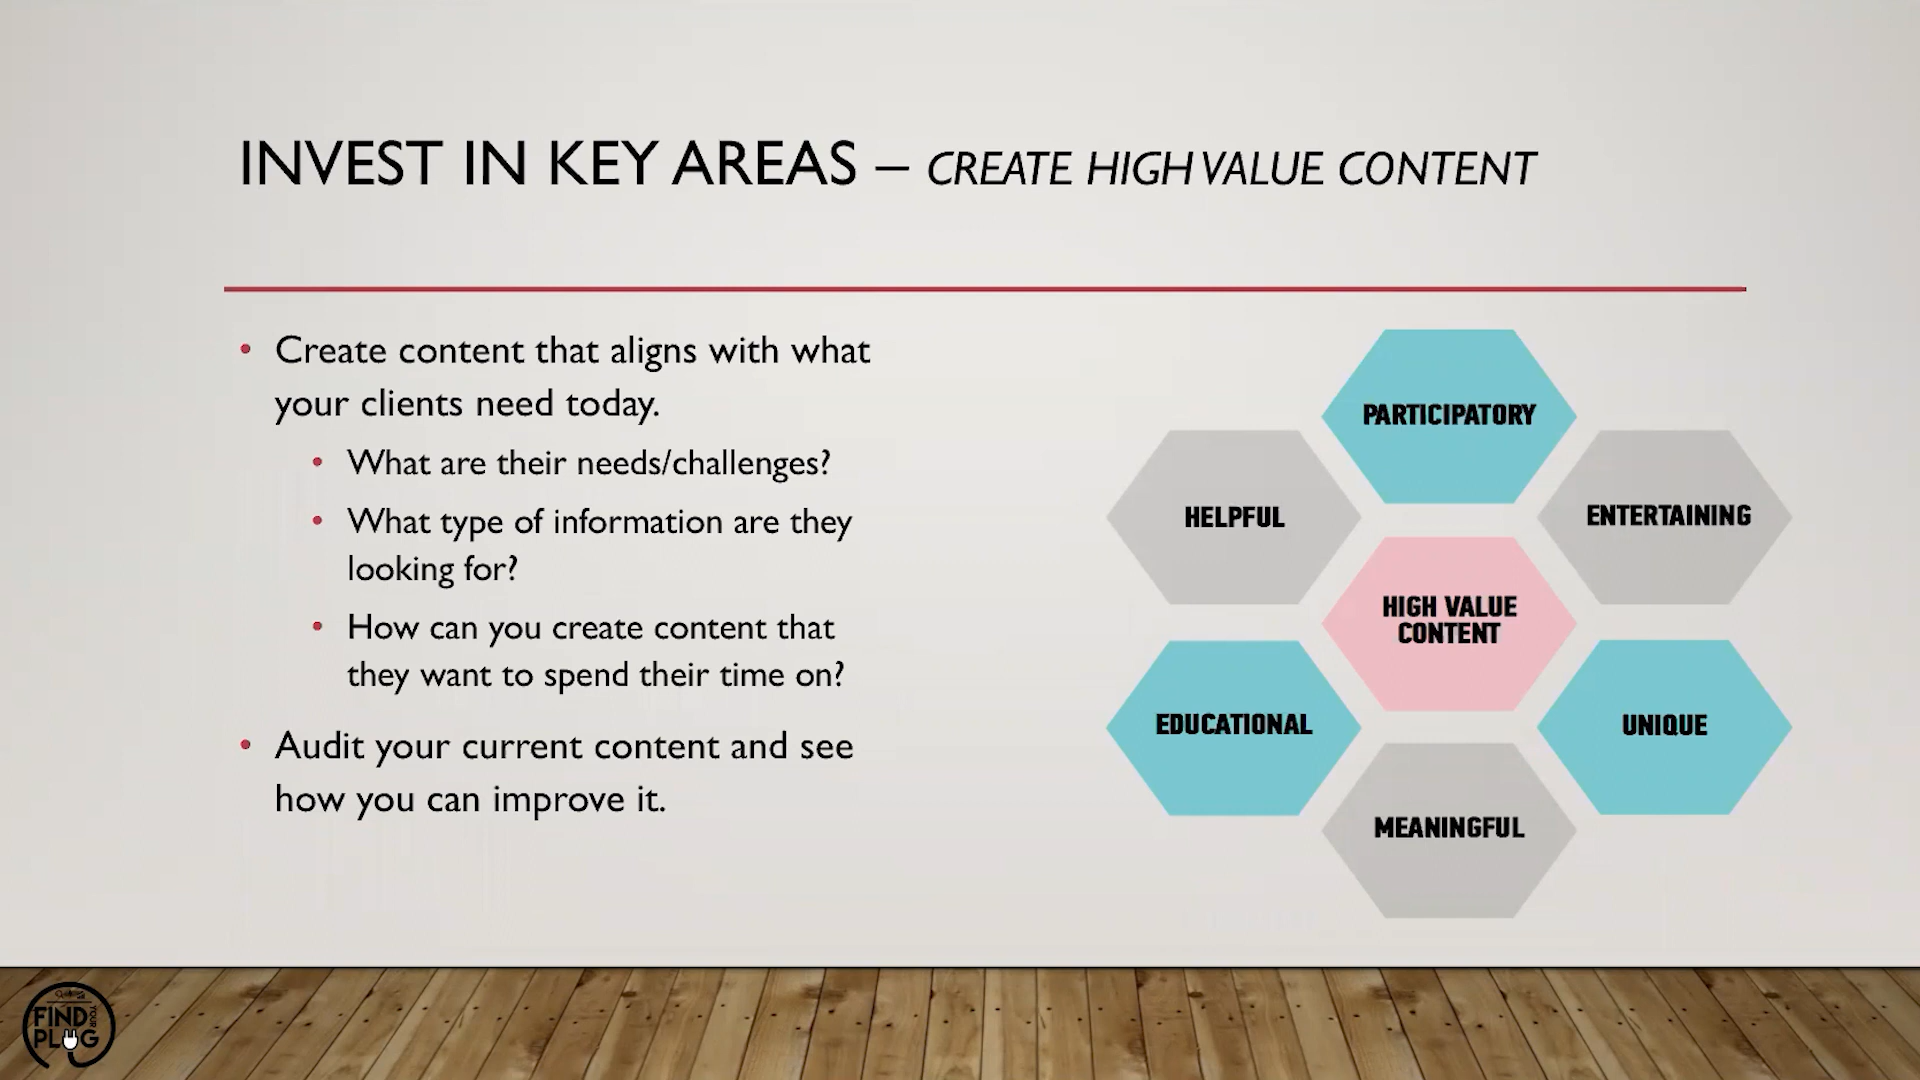 INVEST IN KEY AREAS – CREATE HIGH VALUE CONTENT
• Create content that aligns with what
your clients need today.
• What are their needs/challenges?
• What type of information are they
looking for?
• How can you create content that
they want to spend their time on?
• Audit your current content and see
how you can improve it.
PARTICIPATORY
HELPFUL
ENTERTAINING
HIGH VALUE
CONTENT
EDUCATIONAL
UNIQUE
MEANINGFUL
FIND
YOUR
PLUG